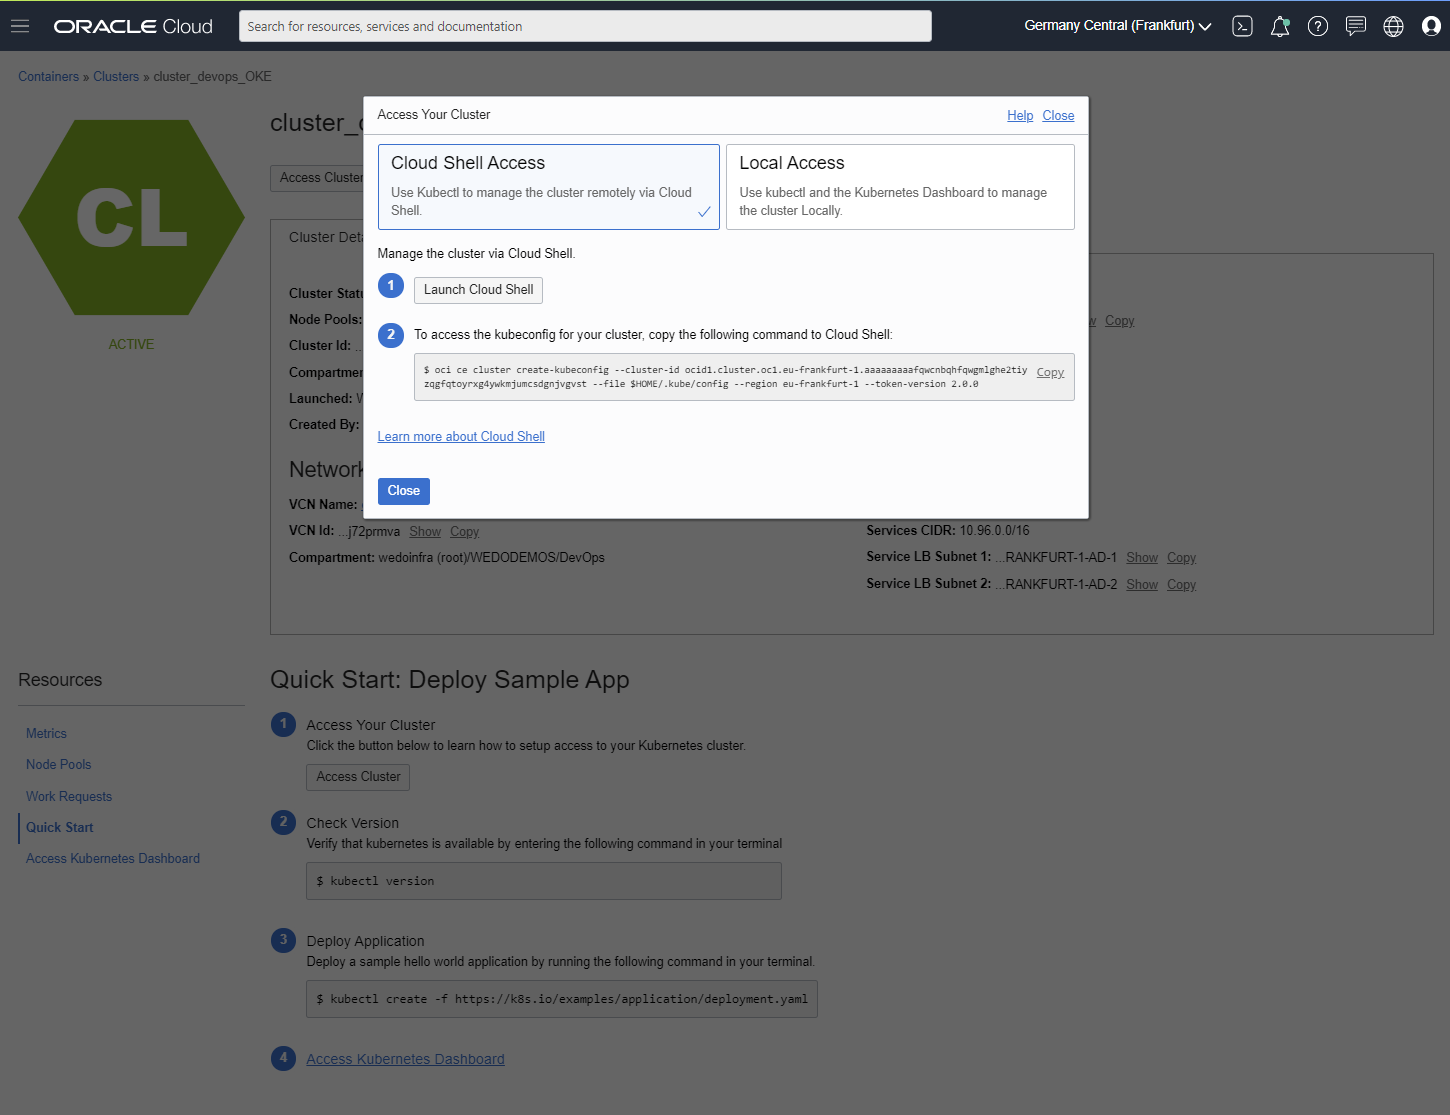 ORACLE Cloud
Search for resources, services and documentation
Germany Central (Frankfurt)
Containers » Clusters » cluster_devops_OKE
CL
ACTIVE
Access Cluster
Cluster
Node Pools:
Cluster Id: ...
Launched:
Created By:
Copy
Network
VCN Name:
VCN Id: ...j72prmva Show Copy
Compartment: wedoinfra (root)/WEDODEMOS/DevOps
Services CIDR: 10.96.0.0/16
Service LB Subnet 1: ...RANKFURT-1-AD-1 Show Copy
Service LB Subnet 2: ...RANKFURT-1-AD-2 Show Copy
Access Your Cluster
Help Close
Cloud Shell Access
Use Kubectl to manage the cluster remotely via Cloud
Shell.
Local Access
Use kubectl and the Kubernetes Dashboard to manage
the cluster Locally.
Manage the cluster via Cloud Shell.
1 Launch Cloud Shell
2 To access the kubeconfig for your cluster, copy the following command to Cloud Shell:
$ oci ce cluster create-kubeconfig --cluster-id ocid1.cluster.oc1.eu-frankfurt-1.aaaaaaaaafqwcnbqhfqwgmlghe2tiy
zqgfqtoyrxg4ywkmjumcsdgnjvgvst --file $HOME/.kube/config --region eu-frankfurt-1 --token-version 2.0.0
Copy
Learn more about Cloud Shell
Close
Resources
Metrics
Node Pools
Work Requests
Quick Start
Access Kubernetes Dashboard
Quick Start: Deploy Sample App
1 Access Your Cluster
Click the button below to learn how to setup access to your Kubernetes cluster.
Access Cluster
2 Check Version
Verify that kubernetes is available by entering the following command in your terminal
$ kubectl version
3 Deploy Application
Deploy a sample hello world application by running the following command in your terminal.
$ kubectl create -f https://k8s.io/examples/application/deployment.yaml
4 Access Kubernetes Dashboard